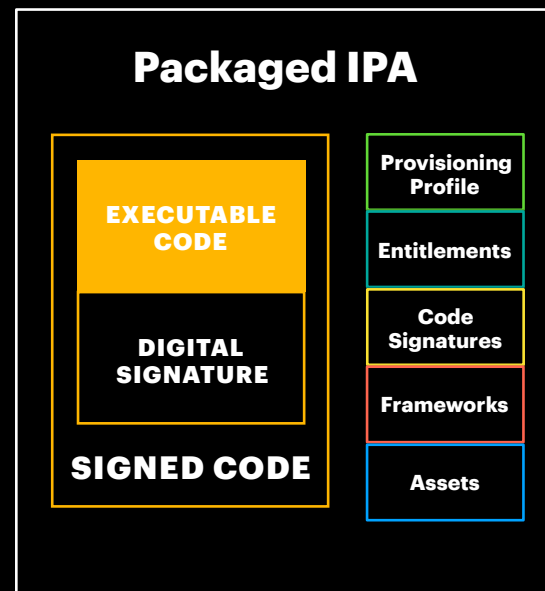 Packaged IPA
EXECUTABLE
CODE
DIGITAL
SIGNATURE
SIGNED CODE
Provisioning
Profile
Entitlements
Code
Signatures
Frameworks
Assets